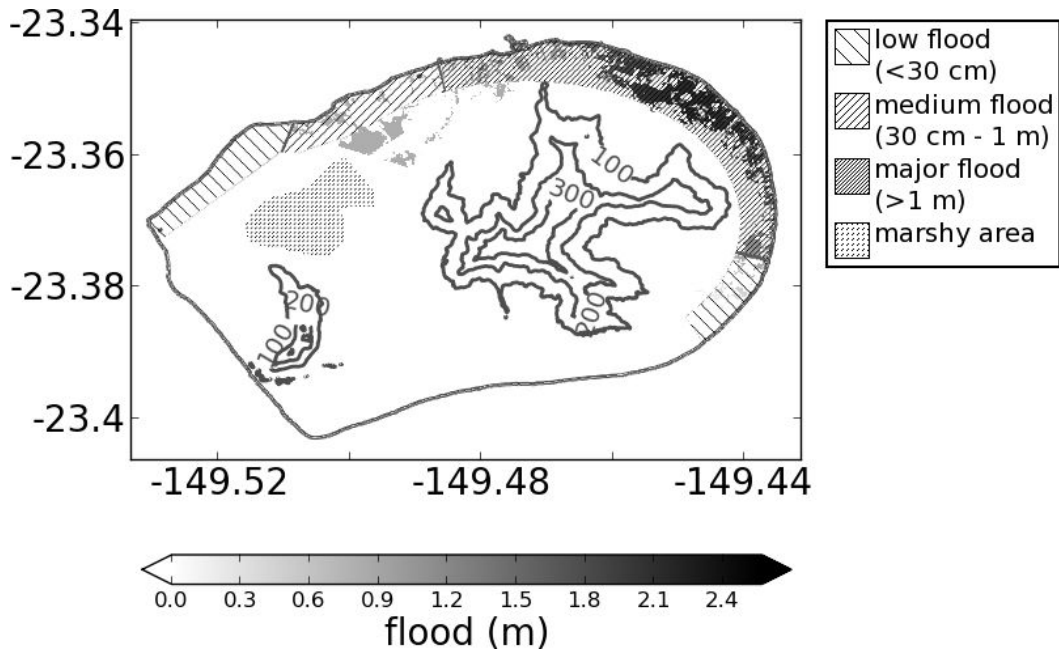 -23.34
-23.36
-23.38
-23.4
-149.52
-149.48
-149.44
100
300
200
200
100
low flood
(<30 cm)
medium flood
(30 cm - 1 m)
major flood
(>1 m)
marshy area
0.0
0.3
0.6
0.9
1.2
1.5
1.8
2.1
2.4
flood (m)